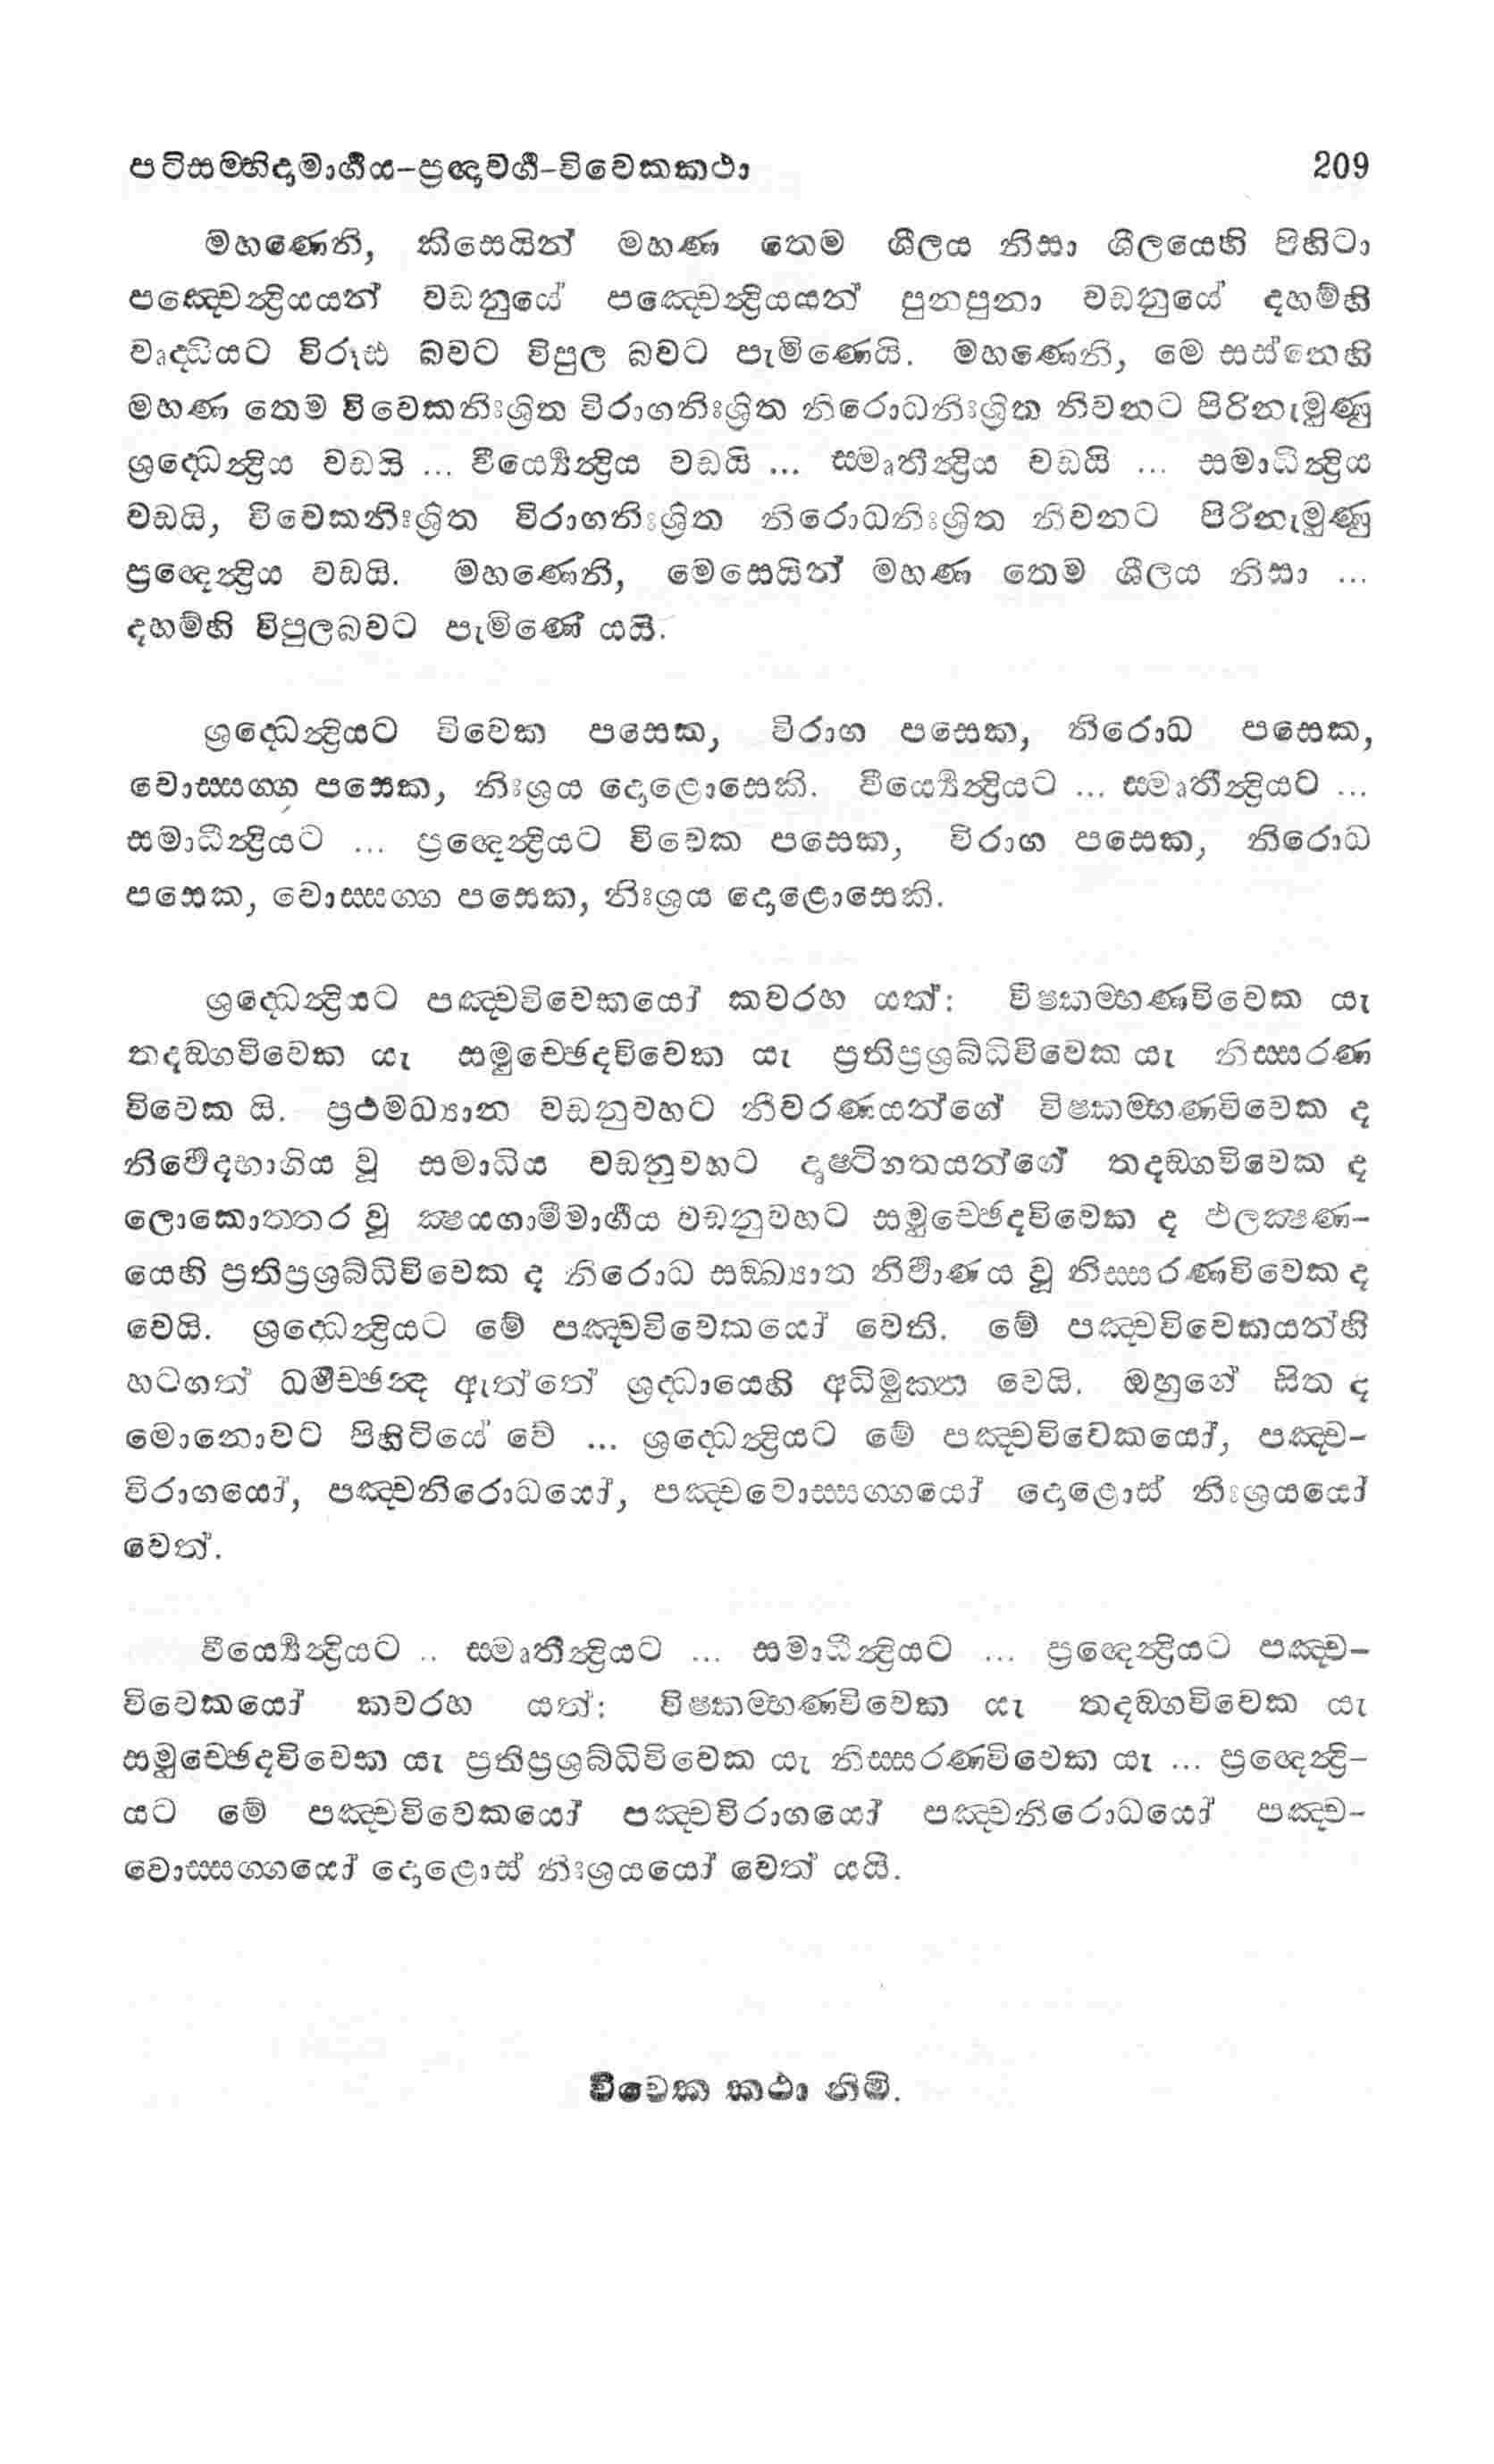 පටිසම්භිදාමාර්ගය-ප්‍රඥාවර්ග-විවෙකකථා 209
මහණෙනි, කිසෙයින් මහණ තෙම ශීලය නිසා ශීලයෙහි පිහිටා
පඤ්චෙන්ද්‍රියයන් වඩනුයේ පඤ්චෙන්ද්‍රියයන් පුනපුනා වඩනුයේ දහම්හි
වෘද්ධියට විරූඪ බවට විපුල බවට පැමිණෙයි. මහණෙනි, මෙ සස්නෙහි
මහණ තෙම විවෙකනිඃශ්‍රිත විරාගනිඃශ්‍රිත නිරොධනිඃශ්‍රිත නිවනට පිරිනැමුණු
ශ්‍රද්ධෙන්ද්‍රිය වඩයි ... වීර්‍ය්‍යෙන්ද්‍රිය වඩයි ... සමෘතීන්ද්‍රිය වඩයි ... සමාධින්ද්‍රිය
වඩයි, විවෙකනිඃශ්‍රිත විරාගනිඃශ්‍රිත නිරොධනිඃශ්‍රිත නිවනට පිරිනැමුණු
ප්‍රඥෙන්ද්‍රිය වඩයි. මහණෙනි, මෙසෙයින් මහණ තෙම ශීලය නිසා ...
දහම්හි විපුලබවට පැමිණේ යයි.
ශ්‍රද්ධෙන්ද්‍රියට විවෙක පසෙක, විරාග පසෙක, නිරොධ පසෙක,
වොස්සග්ග පසෙක, නිඃශ්‍රය දොළොසෙකි. වීර්‍ය්‍යෙන්ද්‍රියට ... සමෘතීන්ද්‍රියට ...
සමාධීන්ද්‍රියට ... ප්‍රඥෙන්ද්‍රියට විවෙක පසෙක, විරාග පසෙක, නිරොධ
පසෙක, වොස්සග්ග පසෙක, නිඃශ්‍රය දොළොසෙකි.
ශ්‍රද්ධෙන්ද්‍රියට පඤ්චවිවෙකයෝ කවරහ යත්: විෂ්කම්භණවිවෙක යැ
තදඞ්ගවිවෙක යැ සමුච්ඡෙදවිවෙක යැ ප්‍රතිප්‍රශ්‍රබ්ධිවිවෙක යැ නිස්සරණ
විවෙක යි. ප්‍රථමධ්‍යාන වඩනුවහට නීවරණයන්ගේ විෂ්කම්භණවිවෙක ද
නිර්වේදභාගිය වූ සමාධිය වඩනුවහට දෘෂ්ටිගතයන්ගේ තදඞ්ගවිවෙක ද
ලොකොත්තර වූ ක්‍ෂයගාමීමාර්ගය වඩනුවහට සමුච්ඡෙදවිවෙක ද ඵලක්‍ෂණ-
යෙහි ප්‍රතිප්‍රශ්‍රබ්ධිවිවෙක ද නිරොධ සඞ්ඛ්‍යාත නිර්වාණය වූ නිස්සරණවිවෙක ද
වෙයි. ශ්‍රද්ධෙන්ද්‍රියට මේ පඤ්චවිවෙකයෝ වෙති. මේ පඤ්චවිවෙකයන්හි
හටගත් ධර්මච්ඡන්ද ඇත්තේ ශ්‍රද්ධායෙහි අධිමුක්ත වෙයි. ඔහුගේ සිත ද
මොනොවට පිහිටියේ වේ ... ශ්‍රද්ධෙන්ද්‍රියට මේ පඤ්චවිවෙකයෝ, පඤ්ච-
විරාගයෝ, පඤ්චනිරොධයෝ, පඤ්චවොස්සග්ගයෝ දොළොස් නිඃශ්‍රයයෝ
වෙත්.
වීර්‍ය්‍යෙන්ද්‍රියට .. සමෘතීන්ද්‍රියට ... සමාධීන්ද්‍රියට ... ප්‍රඥෙන්ද්‍රියට පඤ්ච-
විවෙකයෝ කවරහ යත්: විෂ්කම්භණවිවෙක යැ තදඞ්ගවිවෙක යැ
සමුච්ඡෙදවිවෙක යැ ප්‍රතිප්‍රශ්‍රබ්ධිවිවෙක යැ නිස්සරණවිවෙක යැ ... ප්‍රඥෙන්ද්‍රි-
යට මේ පඤ්චවිවෙකයෝ පඤ්චවිරාගයෝ පඤ්චනිරොධයෝ පඤ්ච-
වොස්සග්ගයෝ දොළොස් නිඃශ්‍රයයෝ වෙත් යයි.
විවෙක කථා නිමි.